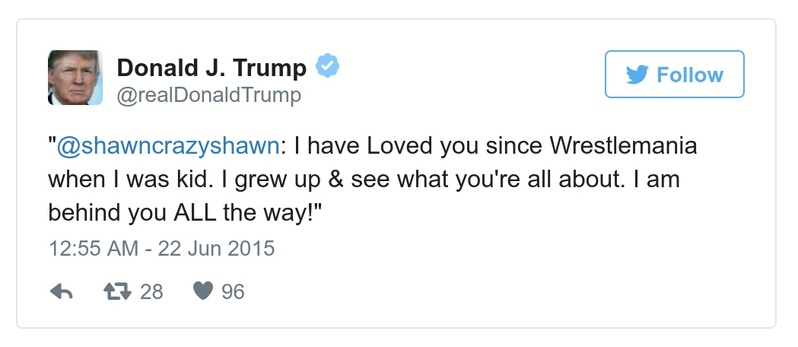 Donald J. Trump
@realDonaldTrump
Follow
"@shawncrazyshawn: I have Loved you since Wrestlemania
when I was kid. I grew up & see what you're all about. I am
behind you ALL the way!"
12:55 AM - 22 Jun 2015
28 96